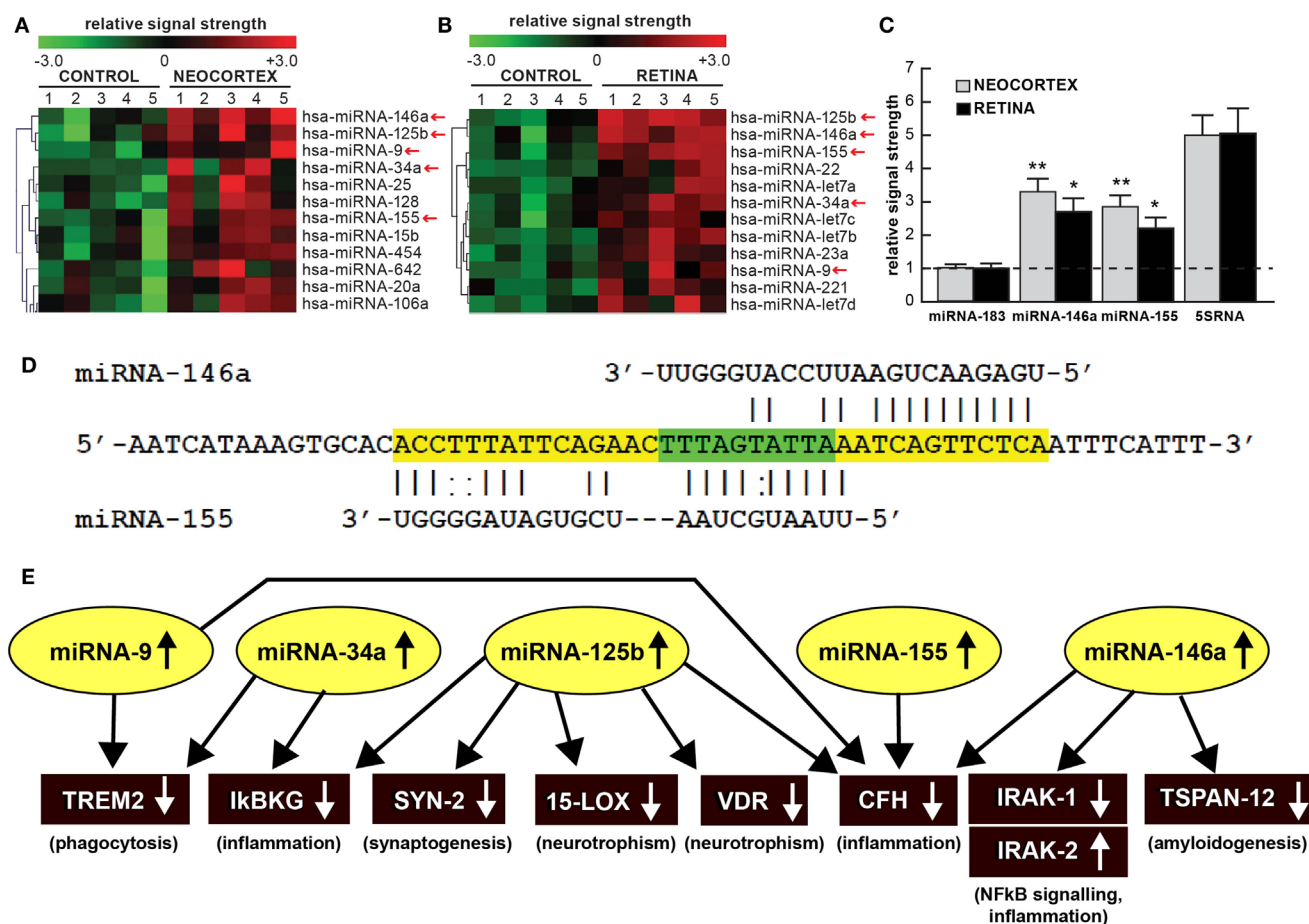 A
relative signal strength
-3.0 0 +3.0
CONTROL NEOCORTEX
1 2 3 4 5 1 2 3 4 5
hsa-miRNA-146a ←
hsa-miRNA-125b ←
hsa-miRNA-9 ←
hsa-miRNA-34a ←
hsa-miRNA-25
hsa-miRNA-128
hsa-miRNA-155 ←
hsa-miRNA-15b
hsa-miRNA-454
hsa-miRNA-642
hsa-miRNA-20a
hsa-miRNA-106a
B
relative signal strength
-3.0 0 +3.0
CONTROL RETINA
1 2 3 4 5 1 2 3 4 5
hsa-miRNA-125b ←
hsa-miRNA-146a ←
hsa-miRNA-155 ←
hsa-miRNA-22
hsa-miRNA-let7a
hsa-miRNA-34a ←
hsa-miRNA-let7c
hsa-miRNA-let7b
hsa-miRNA-23a
hsa-miRNA-9 ←
hsa-miRNA-221
hsa-miRNA-let7d
C
relative signal strength
7
6
5
4
3
2
1
0
NEOCORTEX
RETINA
** * ** *
miRNA-183 miRNA-146a miRNA-155 5SRNA
D
miRNA-146a 3′-UUGGGUACCUUAAGUCAAGAGU-5′
5′-AATCATAAAGTGCACACCTTTATTCAGAACTTTAGTATTAAATCAGTTCTCAATTTCATTT-3′
miRNA-155 3′-UGGGGAUAGUGCU---AAUCGUAAUU-5′
E
miRNA-9 ↑ miRNA-34a ↑ miRNA-125b ↑ miRNA-155 ↑ miRNA-146a ↑
TREM2 ↓ IkBKG ↓ SYN-2 ↓ 15-LOX ↓ VDR ↓ CFH ↓ IRAK-1 ↓ TSPAN-12 ↓
IRAK-2 ↑
(phagocytosis) (inflammation) (synaptogenesis) (neurotrophism) (neurotrophism) (inflammation) (amyloidogenesis)
(NFkB signalling,
inflammation)